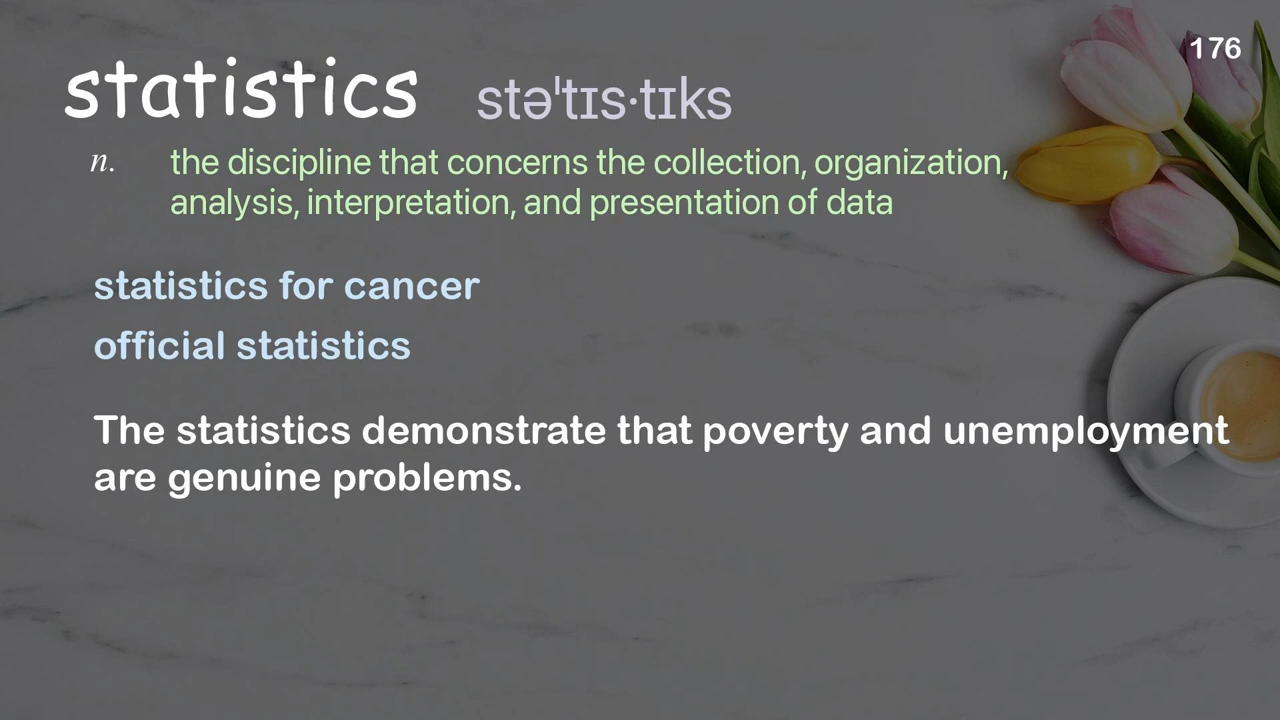 176
statistics stəˈtɪs·tɪks
n. the discipline that concerns the collection, organization,
analysis, interpretation, and presentation of data
statistics for cancer
official statistics
The statistics demonstrate that poverty and unemployment
are genuine problems.